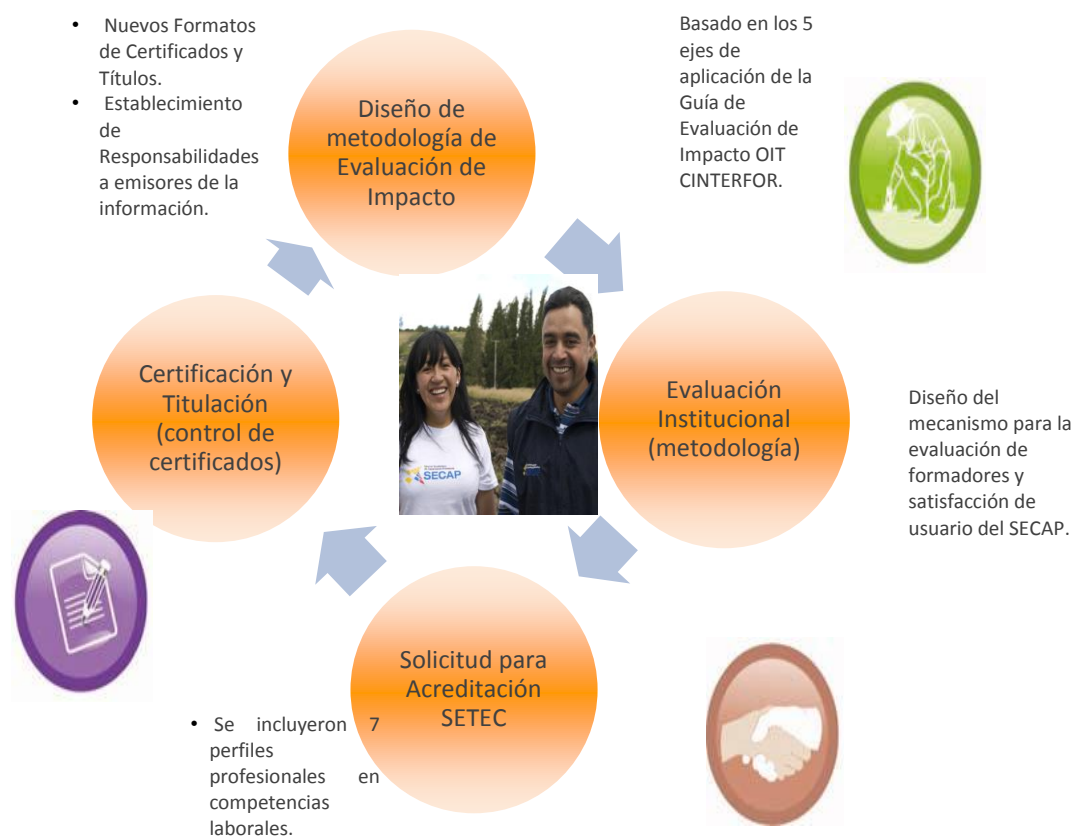 • Nuevos Formatos
de Certificados y
Títulos.
• Establecimiento
de
Responsabilidades
a emisores de la
información.
Diseño de
metodología de
Evaluación de
Impacto
Basado en los 5
ejes de
aplicación de la
Guía de
Evaluación de
Impacto OIT
CINTERFOR.
Certificación y
Titulación
(control de
certificados)
SECAP
Evaluación
Institucional
(metodología)
Diseño del
mecanismo para la
evaluación de
formadores y
satisfacción de
usuario del SECAP.
Solicitud para
Acreditación
SETEC
• Se incluyeron 7
perfiles
profesionales en
competencias
laborales.